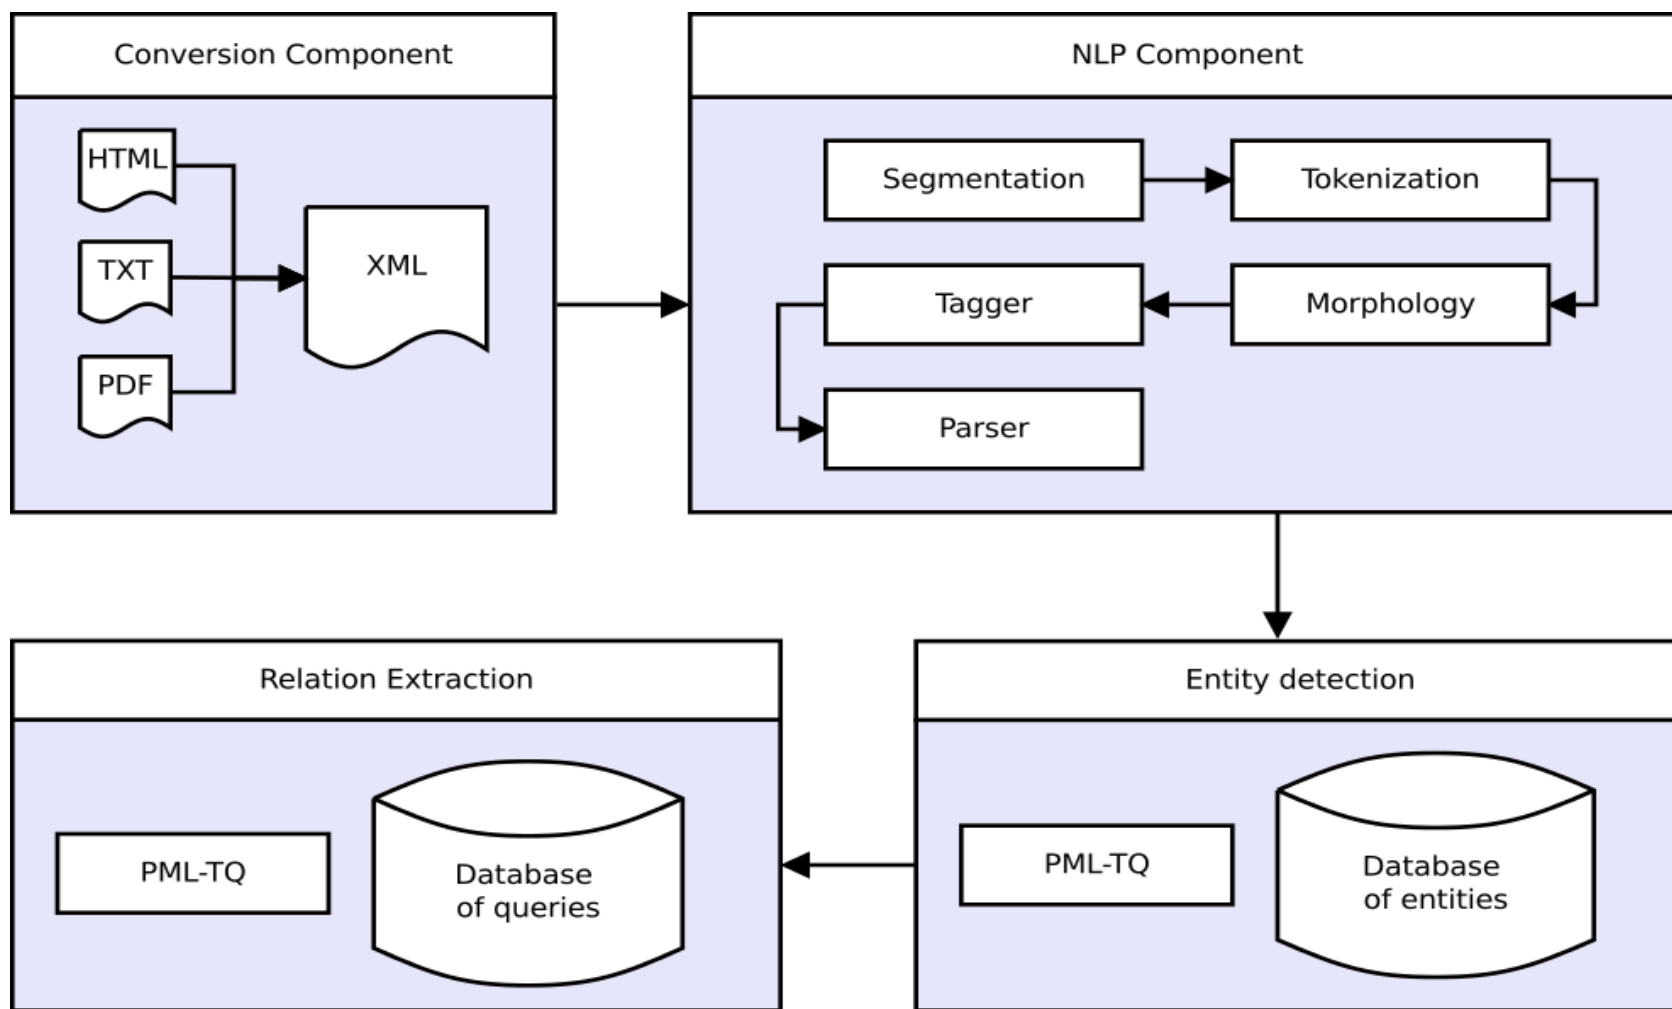 Conversion Component
HTML
TXT
PDF
XML
NLP Component
Segmentation
Tokenization
Tagger
Morphology
Parser
Relation Extraction
PML-TQ
Database
of queries
Entity detection
PML-TQ
Database
of entities